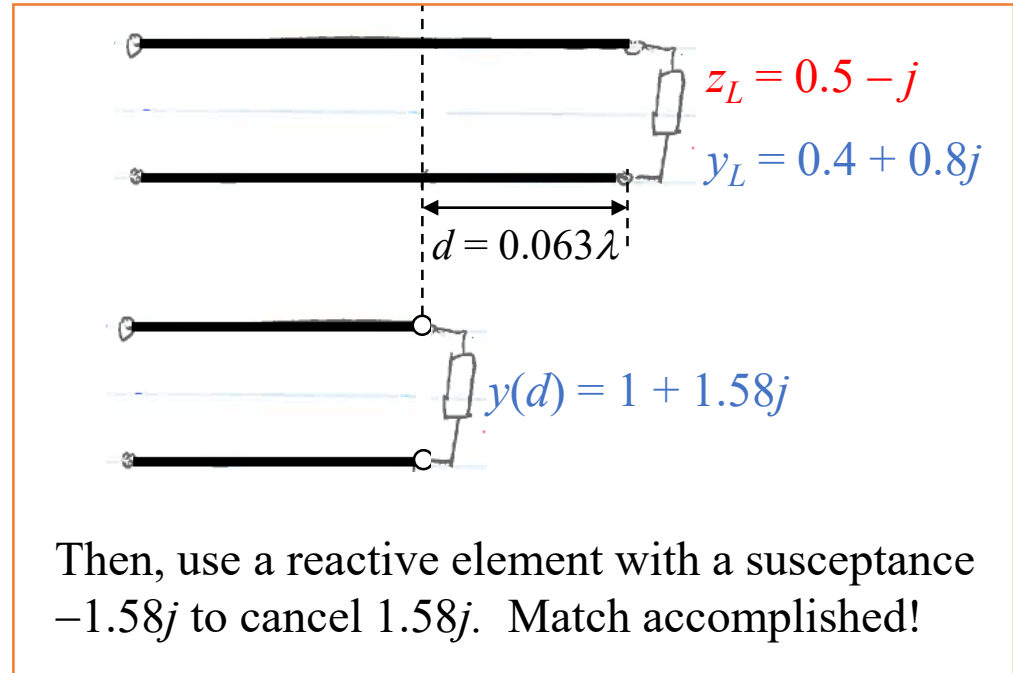 z_L = 0.5 – j
y_L = 0.4 + 0.8j
d = 0.063λ
y(d) = 1 + 1.58j
Then, use a reactive element with a susceptance
–1.58j to cancel 1.58j. Match accomplished!